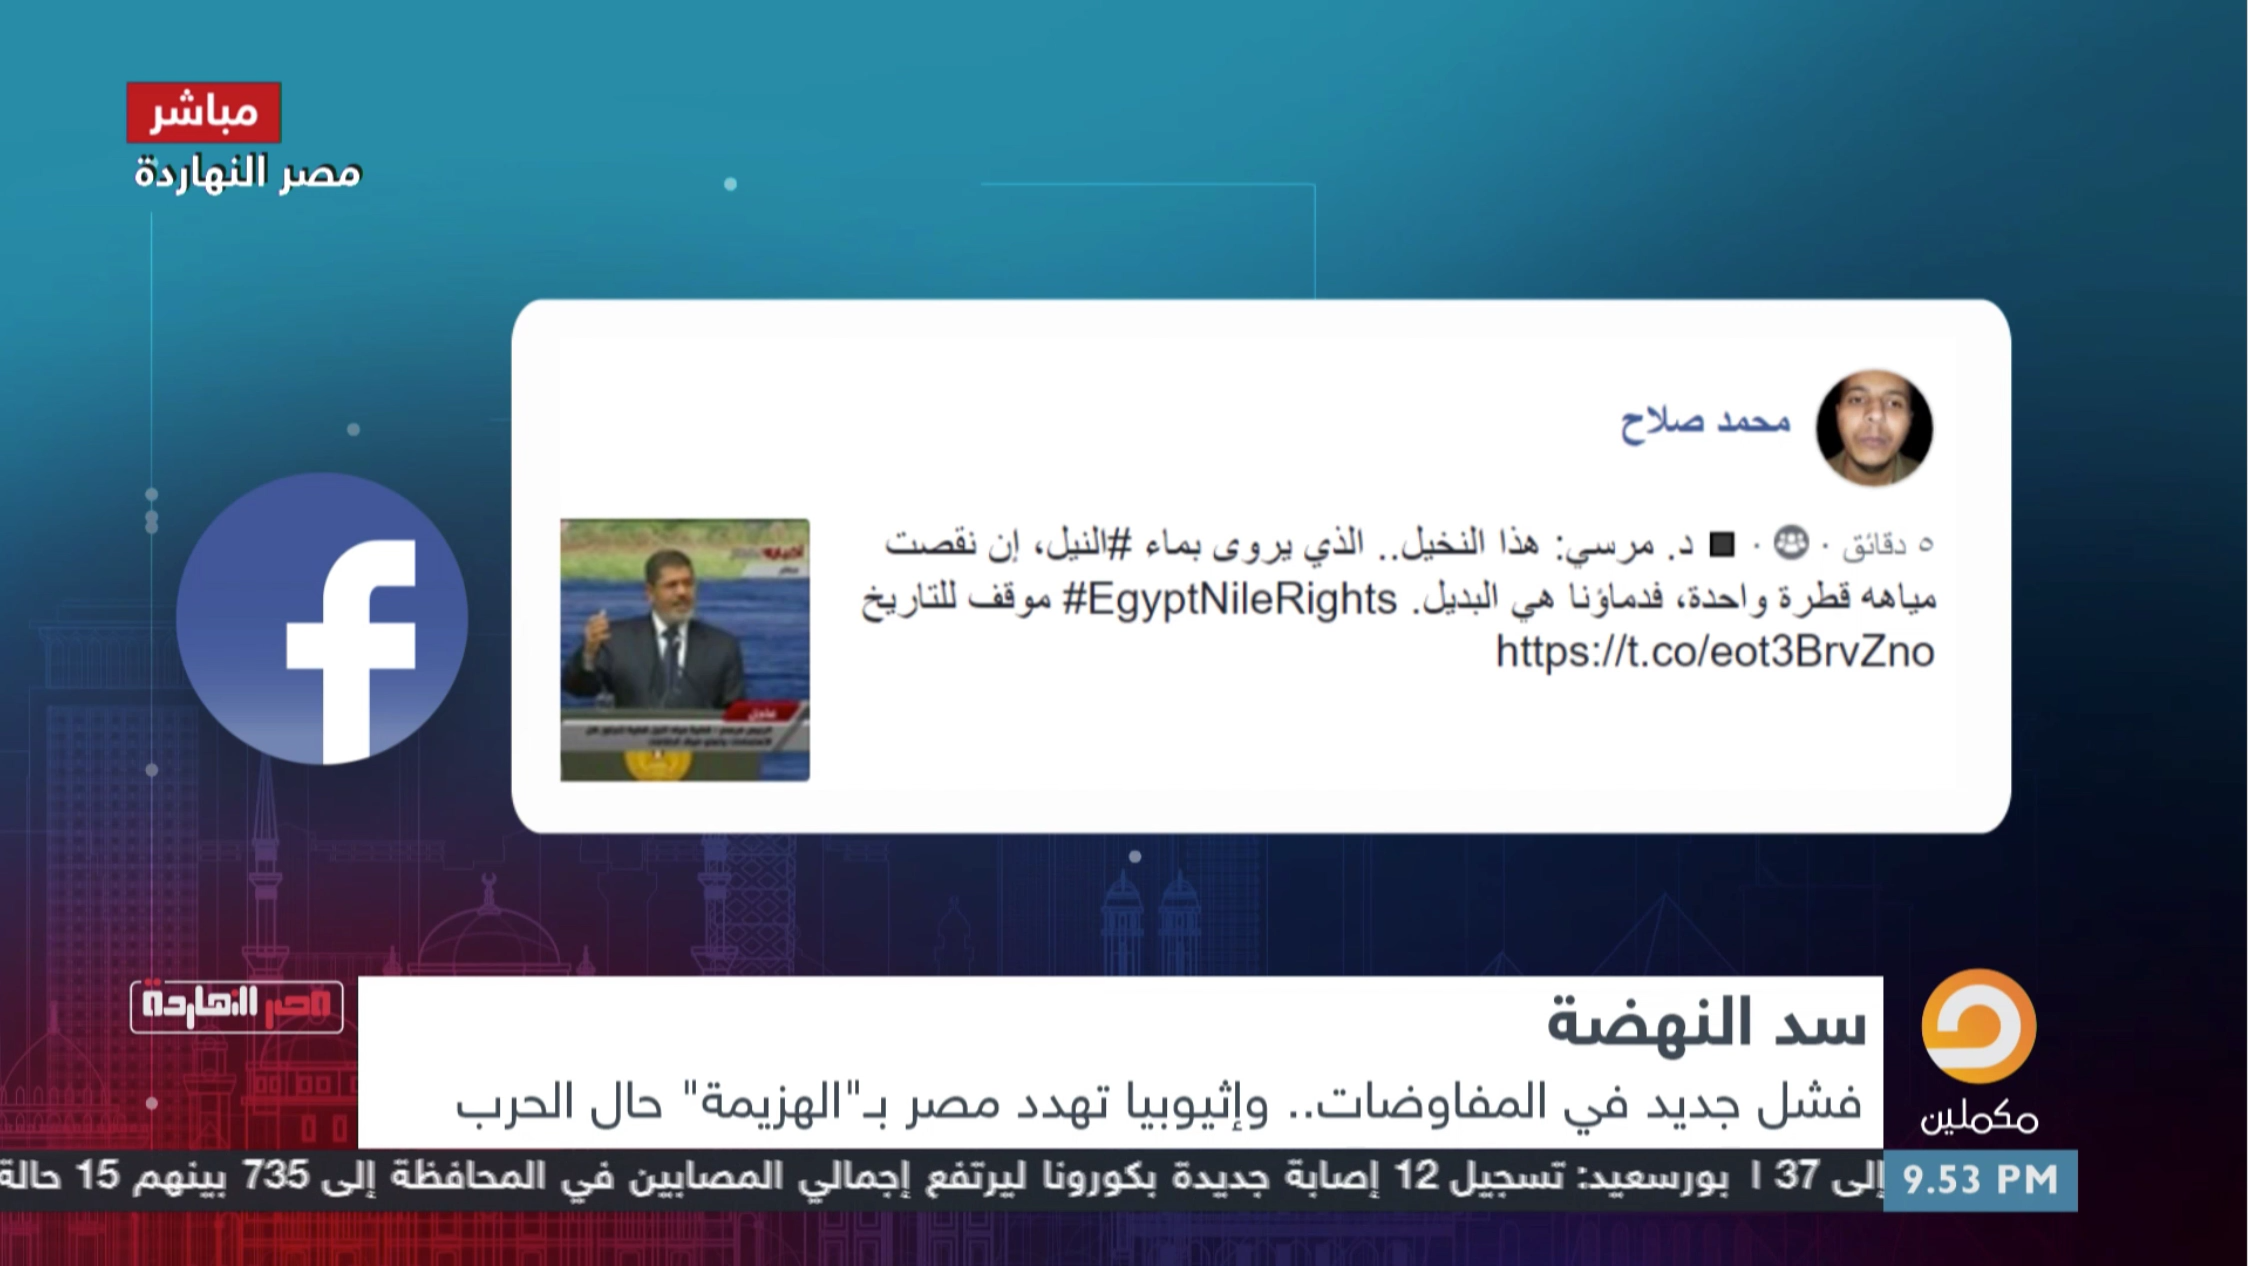 مباشر
مصر النهاردة
محمد صلاح
٥ دقائق · · ■ د. مرسي: هذا النخيل.. الذي يروى بماء #النيل، إن نقصت
مياهه قطرة واحدة، فدماؤنا هي البديل. EgyptNileRights# موقف للتاريخ
https://t.co/eot3BrvZno
عاجل
مصر النهاردة
سد النهضة
فشل جديد في المفاوضات.. وإثيوبيا تهدد مصر بـ"الهزيمة" حال الحرب
مكملين
إلى 37 | بورسعيد: تسجيل 12 إصابة جديدة بكورونا ليرتفع إجمالي المصابين في المحافظة إلى 735 بينهم 15 حالة
9.53 PM